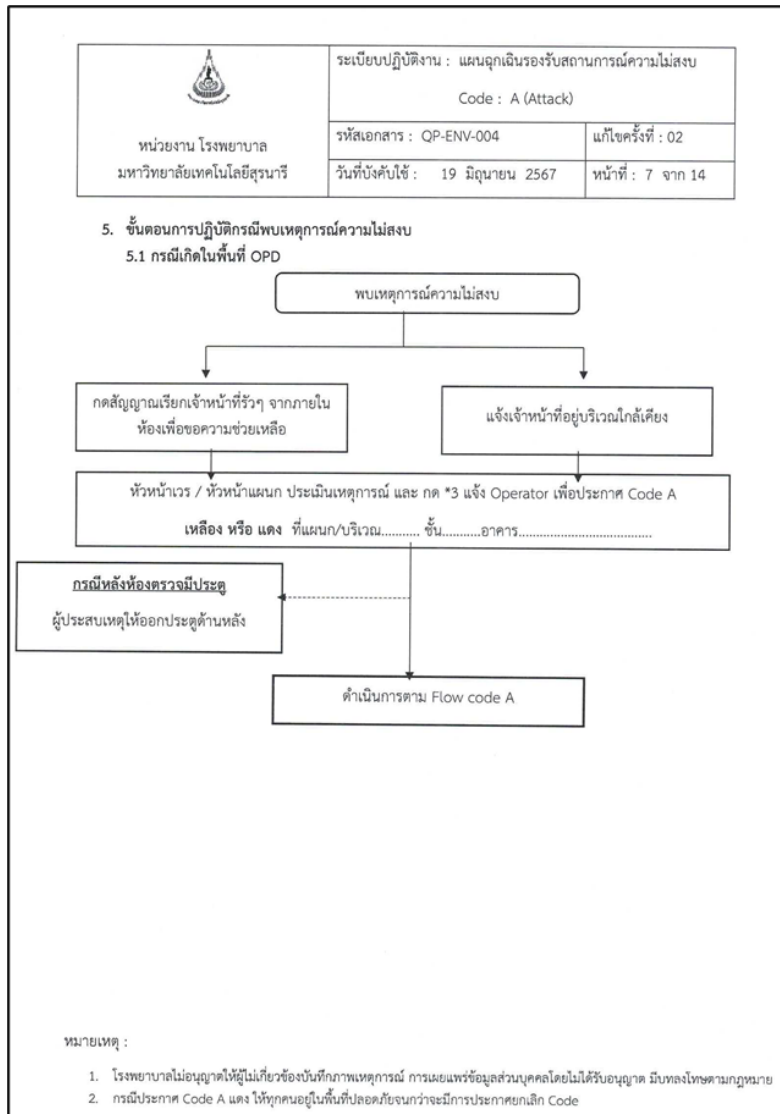 ระเบียบปฏิบัติงาน : แผนฉุกเฉินรองรับสถานการณ์ความไม่สงบ
Code : A (Attack)
หน่วยงาน โรงพยาบาล
มหาวิทยาลัยเทคโนโลยีสุรนารี
รหัสเอกสาร : QP-ENV-004
แก้ไขครั้งที่ : 02
วันที่บังคับใช้ : 19 มิถุนายน 2567
หน้าที่ : 7 จาก 14
5. ขั้นตอนการปฏิบัติกรณีพบเหตุการณ์ความไม่สงบ
5.1 กรณีเกิดในพื้นที่ OPD
พบเหตุการณ์ความไม่สงบ
กดสัญญาณเรียกเจ้าหน้าที่รัวๆ จากภายใน
ห้องเพื่อขอความช่วยเหลือ
แจ้งเจ้าหน้าที่อยู่บริเวณใกล้เคียง
หัวหน้าเวร / หัวหน้าแผนก ประเมินเหตุการณ์ และ กด *3 แจ้ง Operator เพื่อประกาศ Code A
เหลือง หรือ แดง ที่แผนก/บริเวณ........... ชั้น..........อาคาร.....................................
กรณีหลังห้องตรวจมีประตู
ผู้ประสบเหตุให้ออกประตูด้านหลัง
ดำเนินการตาม Flow code A
หมายเหตุ :
1. โรงพยาบาลไม่อนุญาตให้ผู้ไม่เกี่ยวข้องบันทึกภาพเหตุการณ์ การเผยแพร่ข้อมูลส่วนบุคคลโดยไม่ได้รับอนุญาต มีบทลงโทษตามกฎหมาย
2. กรณีประกาศ Code A แดง ให้ทุกคนอยู่ในพื้นที่ปลอดภัยจนกว่าจะมีการประกาศยกเลิก Code